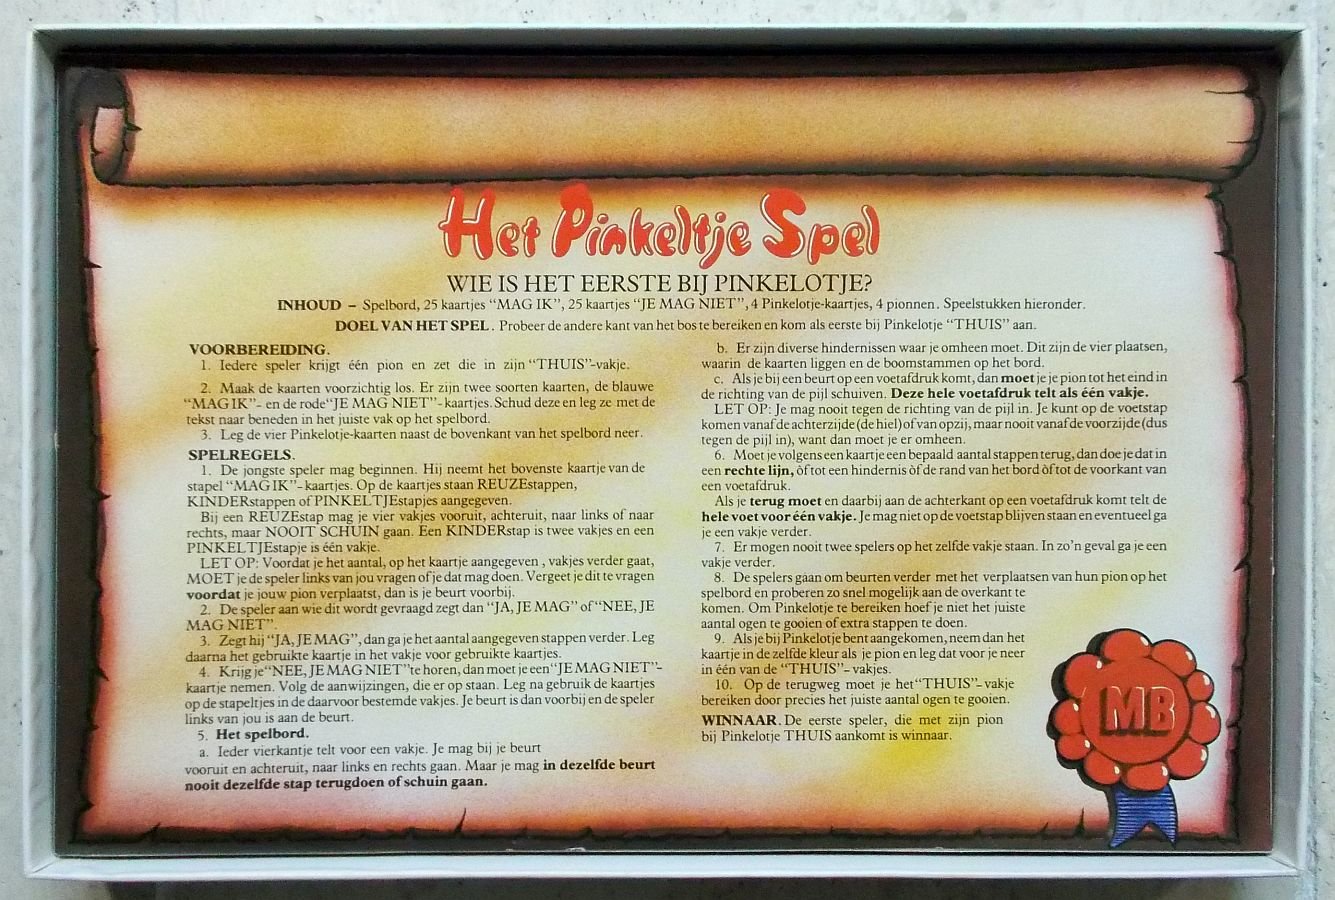 Het Pinkeltje Spel
WIE IS HET EERSTE BIJ PINKELOTJE?
INHOUD – Spelbord, 25 kaartjes “MAG IK”, 25 kaartjes “JE MAG NIET”, 4 Pinkelotje-kaartjes, 4 pionnen. Speelstukken hieronder.
DOEL VAN HET SPEL. Probeer de andere kant van het bos te bereiken en kom als eerste bij Pinkelotje “THUIS” aan.
VOORBEREIDING.
1. Iedere speler krijgt één pion en zet die in zijn “THUIS”-vakje.
2. Maak de kaarten voorzichtig los. Er zijn twee soorten kaarten, de blauwe
“MAG IK”- en de rode “JE MAG NIET”-kaartjes. Schud deze en leg ze met de
tekst naar beneden in het juiste vak op het spelbord.
3. Leg de vier Pinkelotje-kaarten naast de bovenkant van het spelbord neer.
SPELREGELS.
1. De jongste speler mag beginnen. Hij neemt het bovenste kaartje van de
stapel “MAG IK”-kaartjes. Op de kaartjes staan REUZEstappen,
KINDERstappen of PINKELTJEstapjes aangegeven.
Bij een REUZEstap mag je vier vakjes vooruit, achteruit, naar links of naar
rechts, maar NOOIT SCHUIN gaan. Een KINDERstap is twee vakjes en een
PINKELTJEstapje is één vakje.
LET OP: Voordat je het aantal, op het kaartje aangegeven , vakjes verder gaat,
MOET je de speler links van jou vragen of je dat mag doen. Vergeet je dit te vragen
voordat je jouw pion verplaatst, dan is je beurt voorbij.
2. De speler aan wie dit wordt gevraagd zegt dan “JA, JE MAG” of “NEE, JE
MAG NIET”.
3. Zegt hij “JA, JE MAG”, dan ga je het aantal aangegeven stappen verder. Leg
daarna het gebruikte kaartje in het vakje voor gebruikte kaartjes.
4. Krijg je “NEE, JE MAG NIET” te horen, dan moet je een “JE MAG NIET”-
kaartje nemen. Volg de aanwijzingen, die er op staan. Leg na gebruik de kaartjes
op de stapeltjes in de daarvoor bestemde vakjes. Je beurt is dan voorbij en de speler
links van jou is aan de beurt.
5. Het spelbord.
a. Ieder vierkantje telt voor een vakje. Je mag bij je beurt
vooruit en achteruit, naar links en rechts gaan. Maar je mag in dezelfde beurt
nooit dezelfde stap terugdoen of schuin gaan.
b. Er zijn diverse hindernissen waar je omheen moet. Dit zijn de vier plaatsen,
waarin de kaarten liggen en de boomstammen op het bord.
c. Als je bij een beurt op een voetafdruk komt, dan moet je je pion tot het eind in
de richting van de pijl schuiven. Deze hele voetafdruk telt als één vakje.
LET OP: Je mag nooit tegen de richting van de pijl in. Je kunt op de voetstap
komen vanaf de achterzijde (de hiel) of van opzij, maar nooit vanaf de voorzijde (dus
tegen de pijl in), want dan moet je er omheen.
6. Moet je volgens een kaartje een bepaald aantal stappen terug, dan doe je dat in
een rechte lijn, òf tot een hindernis òf de rand van het bord òf tot de voorkant van
een voetafdruk.
Als je terug moet en daarbij aan de achterkant op een voetafdruk komt telt de
hele voet voor één vakje. Je mag niet op de voetstap blijven staan en eventueel ga
je een vakje verder.
7. Er mogen nooit twee spelers op het zelfde vakje staan. In zo’n geval ga je een
vakje verder.
8. De spelers gaan om beurten verder met het verplaatsen van hun pion op het
spelbord en proberen zo snel mogelijk aan de overkant te
komen. Om Pinkelotje te bereiken hoef je niet het juiste
aantal ogen te gooien of extra stappen te doen.
9. Als je bij Pinkelotje bent aangekomen, neem dan het
kaartje in de zelfde kleur als je pion en leg dat voor je neer
in één van de “THUIS”-vakjes.
10. Op de terugweg moet je het “THUIS”-vakje
bereiken door precies het juiste aantal ogen te gooien.
WINNAAR. De eerste speler, die met zijn pion
bij Pinkelotje THUIS aankomt is winnaar.
MB